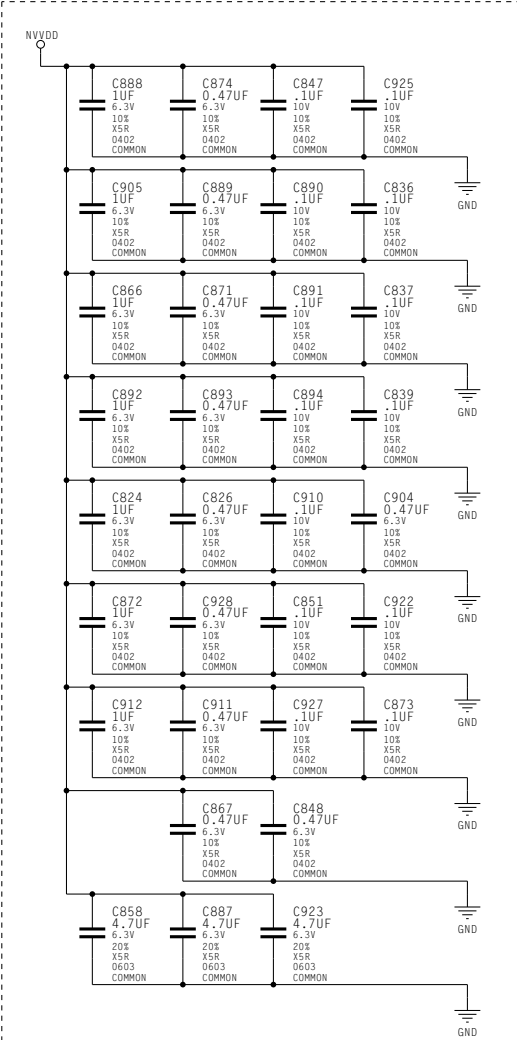 NVVDD
C888
1UF
6.3V
10%
X5R
0402
COMMON
C874
0.47UF
6.3V
10%
X5R
0402
COMMON
C847
.1UF
10V
10%
X5R
0402
COMMON
C925
.1UF
10V
10%
X5R
0402
COMMON
GND
C905
1UF
6.3V
10%
X5R
0402
COMMON
C889
0.47UF
6.3V
10%
X5R
0402
COMMON
C890
.1UF
10V
10%
X5R
0402
COMMON
C836
.1UF
10V
10%
X5R
0402
COMMON
GND
C866
1UF
6.3V
10%
X5R
0402
COMMON
C871
0.47UF
6.3V
10%
X5R
0402
COMMON
C891
.1UF
10V
10%
X5R
0402
COMMON
C837
.1UF
10V
10%
X5R
0402
COMMON
GND
C892
1UF
6.3V
10%
X5R
0402
COMMON
C893
0.47UF
6.3V
10%
X5R
0402
COMMON
C894
.1UF
10V
10%
X5R
0402
COMMON
C839
.1UF
10V
10%
X5R
0402
COMMON
GND
C824
1UF
6.3V
10%
X5R
0402
COMMON
C826
0.47UF
6.3V
10%
X5R
0402
COMMON
C910
.1UF
10V
10%
X5R
0402
COMMON
C904
0.47UF
6.3V
10%
X5R
0402
COMMON
GND
C872
1UF
6.3V
10%
X5R
0402
COMMON
C928
0.47UF
6.3V
10%
X5R
0402
COMMON
C851
.1UF
10V
10%
X5R
0402
COMMON
C922
.1UF
10V
10%
X5R
0402
COMMON
GND
C912
1UF
6.3V
10%
X5R
0402
COMMON
C911
0.47UF
6.3V
10%
X5R
0402
COMMON
C927
.1UF
10V
10%
X5R
0402
COMMON
C873
.1UF
10V
10%
X5R
0402
COMMON
GND
C867
0.47UF
6.3V
10%
X5R
0402
COMMON
C848
0.47UF
6.3V
10%
X5R
0402
COMMON
GND
C858
4.7UF
6.3V
20%
X5R
0603
COMMON
C887
4.7UF
6.3V
20%
X5R
0603
COMMON
C923
4.7UF
6.3V
20%
X5R
0603
COMMON
GND